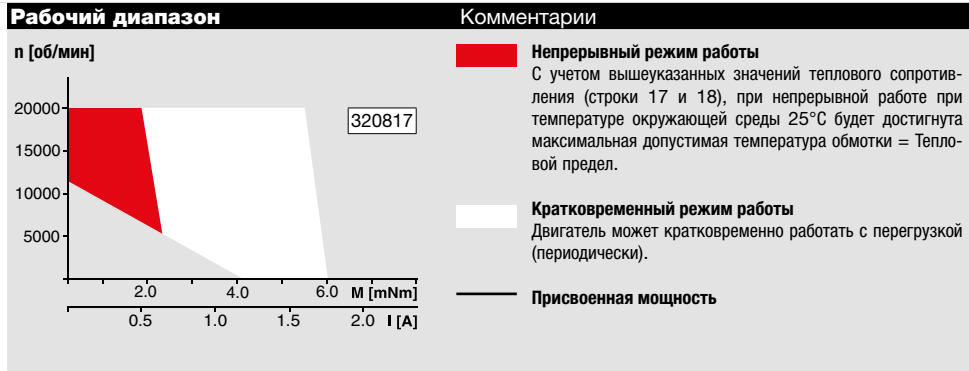 Рабочий диапазон
Комментарии
n [об/мин]
20000
15000
10000
5000
320817
2.0 4.0 6.0 M [mNm]
0.5 1.0 1.5 2.0 I [A]
Непрерывный режим работы
С учетом вышеуказанных значений теплового сопротив-
ления (строки 17 и 18), при непрерывной работе при
температуре окружающей среды 25°C будет достигнута
максимальная допустимая температура обмотки = Тепло-
вой предел.
Кратковременный режим работы
Двигатель может кратковременно работать с перегрузкой
(периодически).
Присвоенная мощность